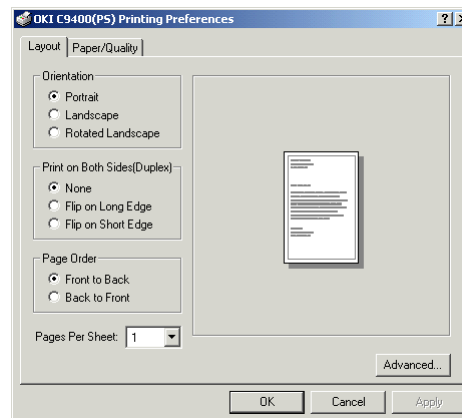 OKI C9400(PS) Printing Preferences
Layout
Paper/Quality
Orientation
Portrait
Landscape
Rotated Landscape
Print on Both Sides(Duplex)
None
Flip on Long Edge
Flip on Short Edge
Page Order
Front to Back
Back to Front
Pages Per Sheet: 1
Advanced...
OK
Cancel
Apply